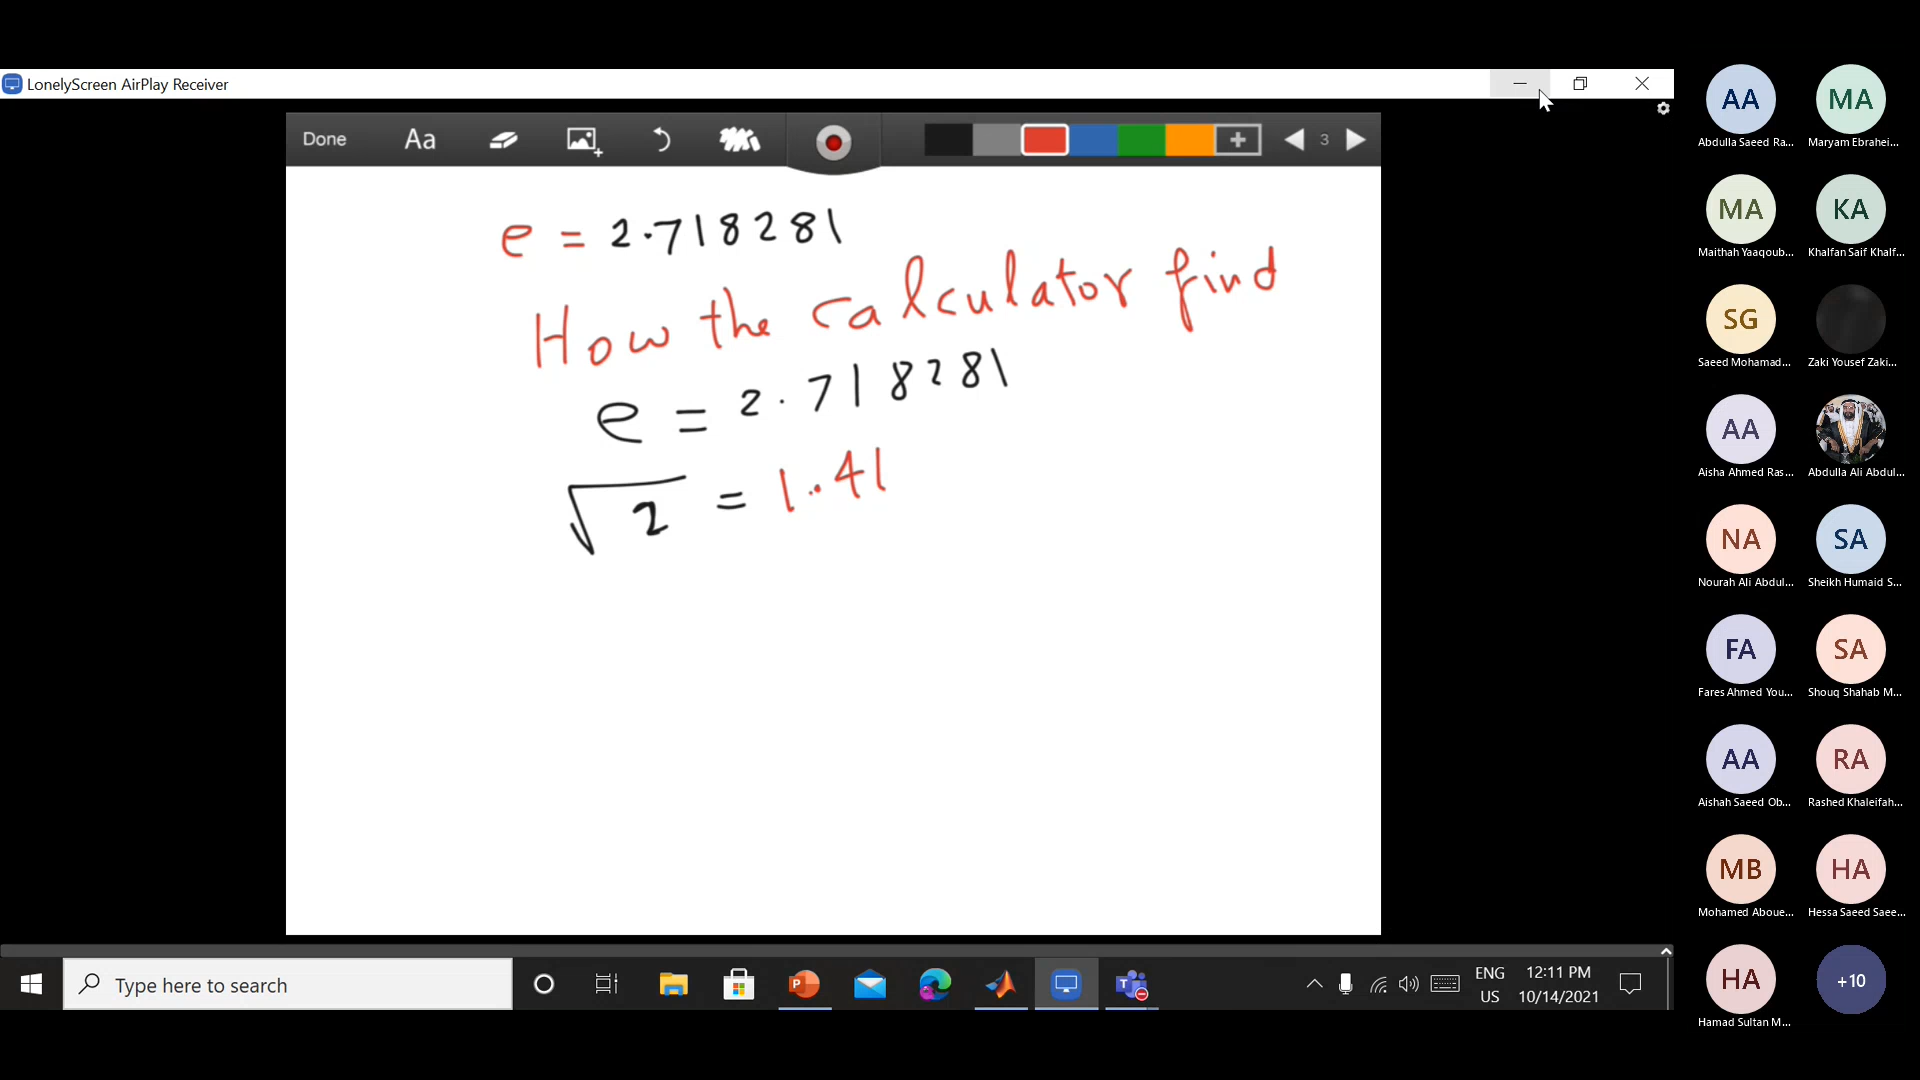 LonelyScreen AirPlay Receiver
Done Aa 3
e = 2.718281
How the calculator find
e = 2.718281
√2 = 1.41
AA MA
Abdulla Saeed Ra... Maryam Ebrahei...
MA KA
Maithah Yaaqoub... Khalfan Saif Khalf...
SG
Saeed Mohamad... Zaki Yousef Zaki...
AA
Aisha Ahmed Ras... Abdulla Ali Abdul...
NA SA
Nourah Ali Abdul... Sheikh Humaid S...
FA SA
Fares Ahmed You... Shouq Shahab M...
AA RA
Aishah Saeed Ob... Rashed Khaleifah...
MB HA
Mohamed Aboue... Hessa Saeed Saee...
HA +10
Hamad Sultan M...
Type here to search
ENG 12:11 PM
US 10/14/2021